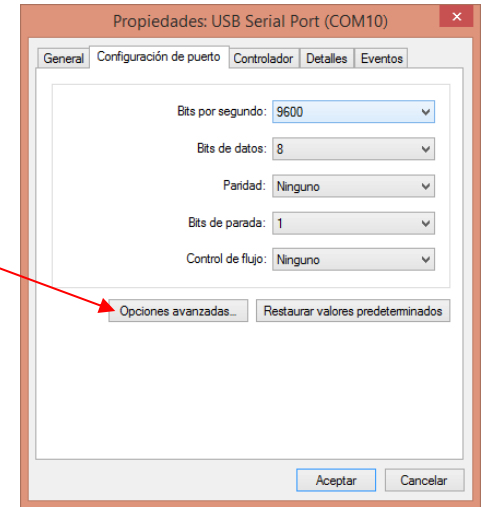 Propiedades: USB Serial Port (COM10)
General Configuración de puerto Controlador Detalles Eventos
Bits por segundo: 9600
Bits de datos: 8
Paridad: Ninguno
Bits de parada: 1
Control de flujo: Ninguno
Opciones avanzadas... Restaurar valores predeterminados
Aceptar Cancelar